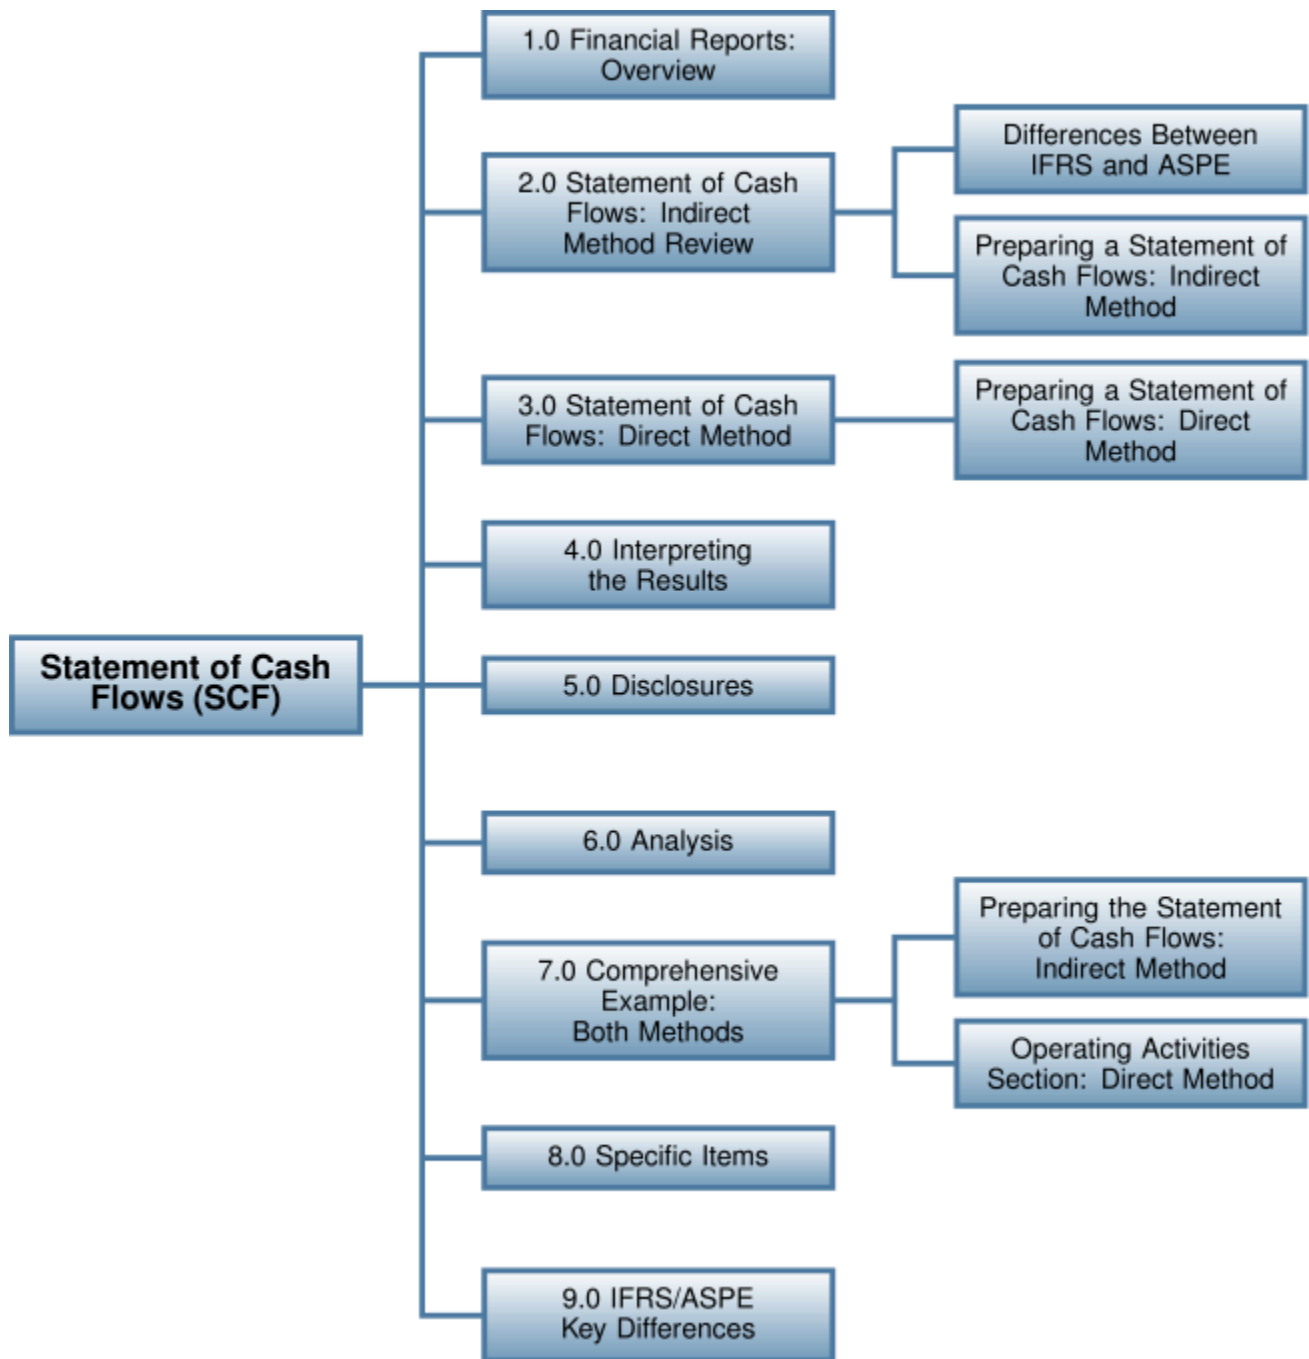 1.0 Financial Reports:
Overview
2.0 Statement of Cash
Flows: Indirect
Method Review
Differences Between
IFRS and ASPE
Preparing a Statement of
Cash Flows: Indirect
Method
3.0 Statement of Cash
Flows: Direct Method
Preparing a Statement of
Cash Flows: Direct
Method
4.0 Interpreting
the Results
Statement of Cash
Flows (SCF)
5.0 Disclosures
6.0 Analysis
7.0 Comprehensive
Example:
Both Methods
Preparing the Statement
of Cash Flows:
Indirect Method
Operating Activities
Section: Direct Method
8.0 Specific Items
9.0 IFRS/ASPE
Key Differences